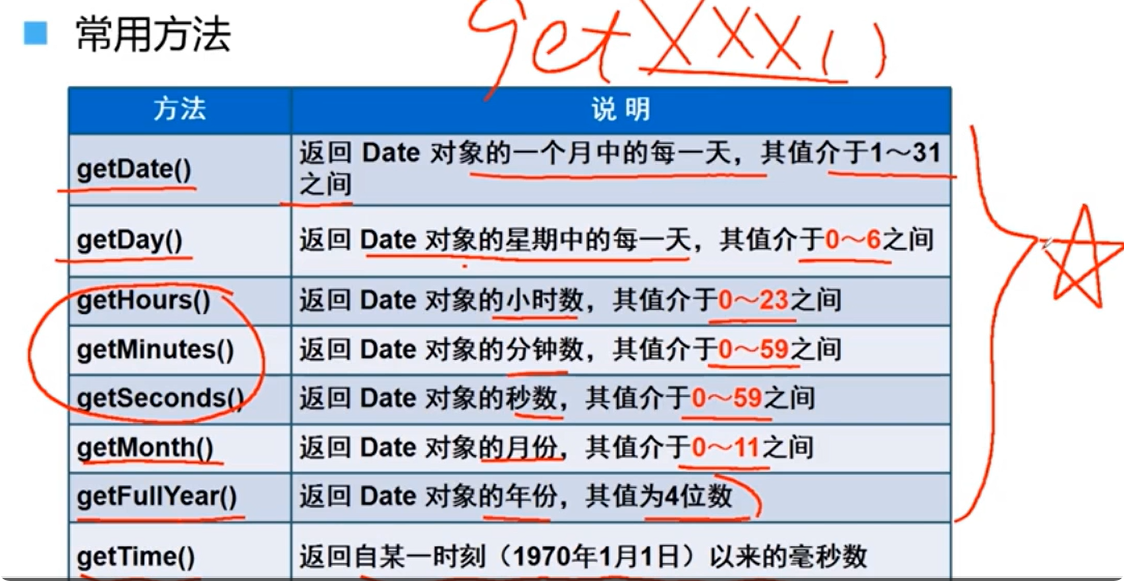 常用方法
getXXX()
方法 说 明
getDate() 返回 Date 对象的一个月中的每一天，其值介于1～31
之间
getDay() 返回 Date 对象的星期中的每一天，其值介于0～6之间
getHours() 返回 Date 对象的小时数，其值介于0～23之间
getMinutes() 返回 Date 对象的分钟数，其值介于0～59之间
getSeconds() 返回 Date 对象的秒数，其值介于0～59之间
getMonth() 返回 Date 对象的月份，其值介于0～11之间
getFullYear() 返回 Date 对象的年份，其值为4位数
getTime() 返回自某一时刻（1970年1月1日）以来的毫秒数